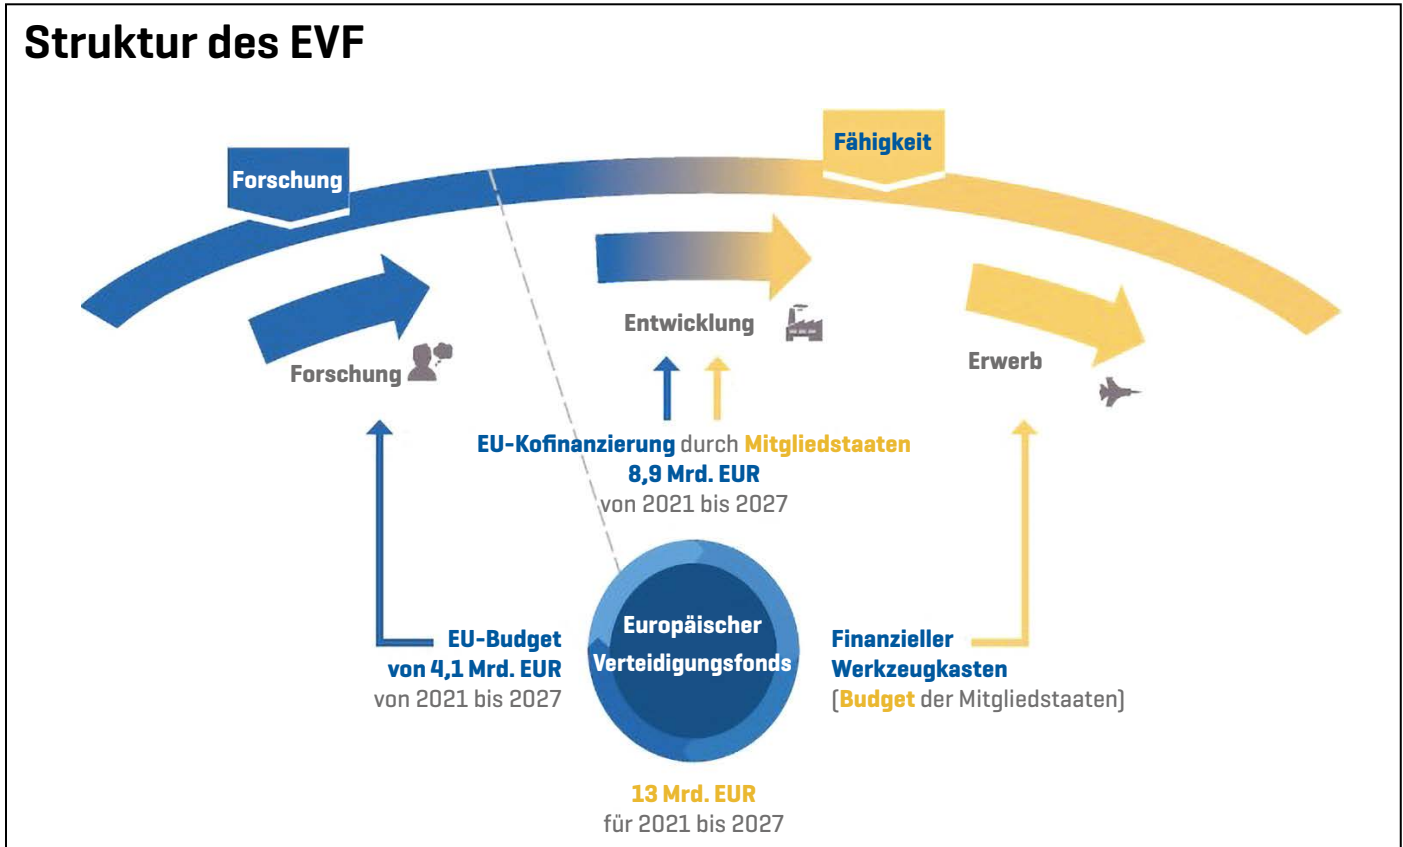 Struktur des EVF
Forschung
Fähigkeit
Forschung
Entwicklung
Erwerb
EU-Kofinanzierung durch Mitgliedstaaten
8,9 Mrd. EUR
von 2021 bis 2027
EU-Budget
von 4,1 Mrd. EUR
von 2021 bis 2027
Europäischer
Verteidigungsfonds
Finanzieller
Werkzeugkasten
(Budget der Mitgliedstaaten)
13 Mrd. EUR
für 2021 bis 2027